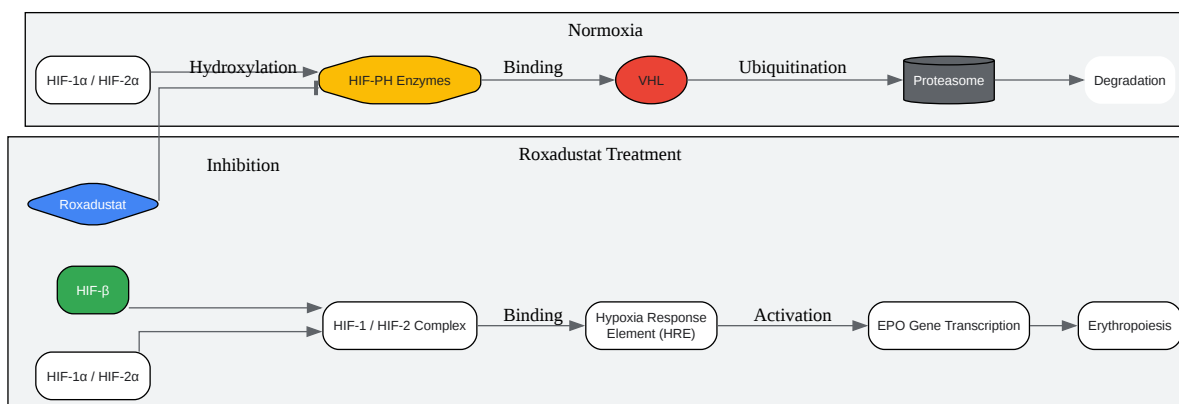 Normoxia
HIF-1α / HIF-2α
Hydroxylation
HIF-PH Enzymes
Binding
VHL
Ubiquitination
Proteasome
Degradation
Roxadustat Treatment
Inhibition
Roxadustat
HIF-β
HIF-1 / HIF-2 Complex
Binding
Hypoxia Response
Element (HRE)
Activation
EPO Gene Transcription
Erythropoiesis
HIF-1α / HIF-2α